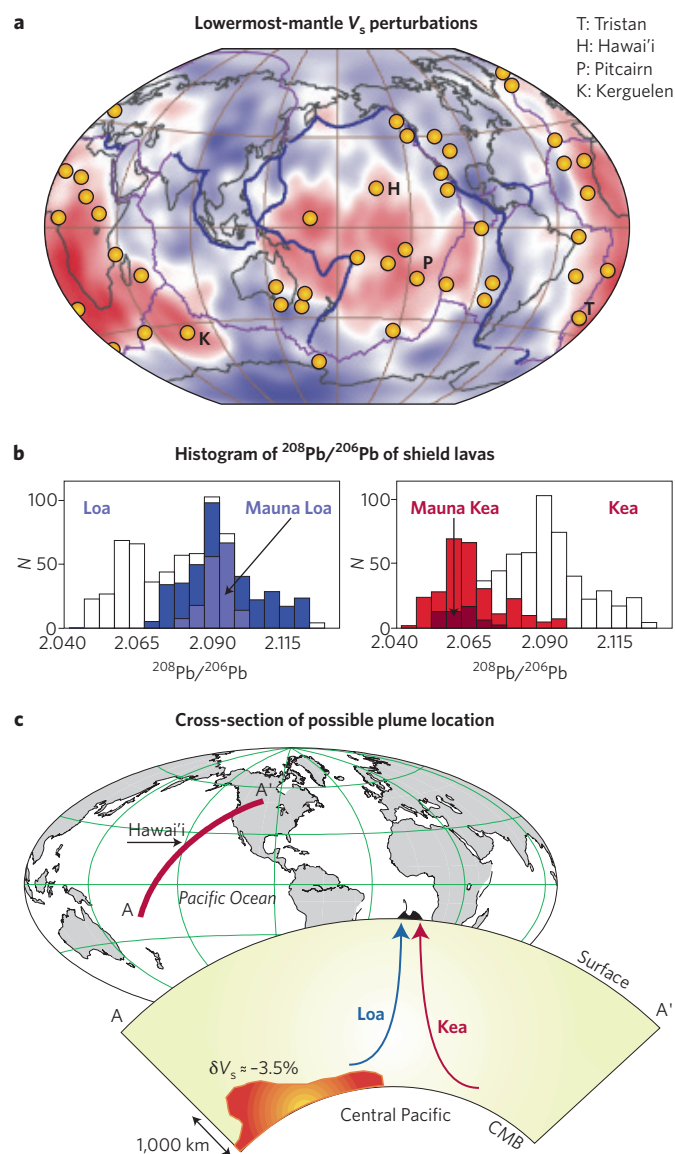 a
Lowermost-mantle Vs perturbations
T: Tristan
H: Hawai'i
P: Pitcairn
K: Kerguelen
H
P
T
K
b
Histogram of 208Pb/206Pb of shield lavas
100
50
N
Loa
Mauna Loa
0
2.040
2.065
2.090
2.115
208Pb/206Pb
100
50
N
Mauna Kea
Kea
0
2.040
2.065
2.090
2.115
208Pb/206Pb
c
Cross-section of possible plume location
A'
Hawai'i
Pacific Ocean
A
Surface
A
A'
Loa
Kea
δVs ≈ –3.5%
Central Pacific
CMB
1,000 km